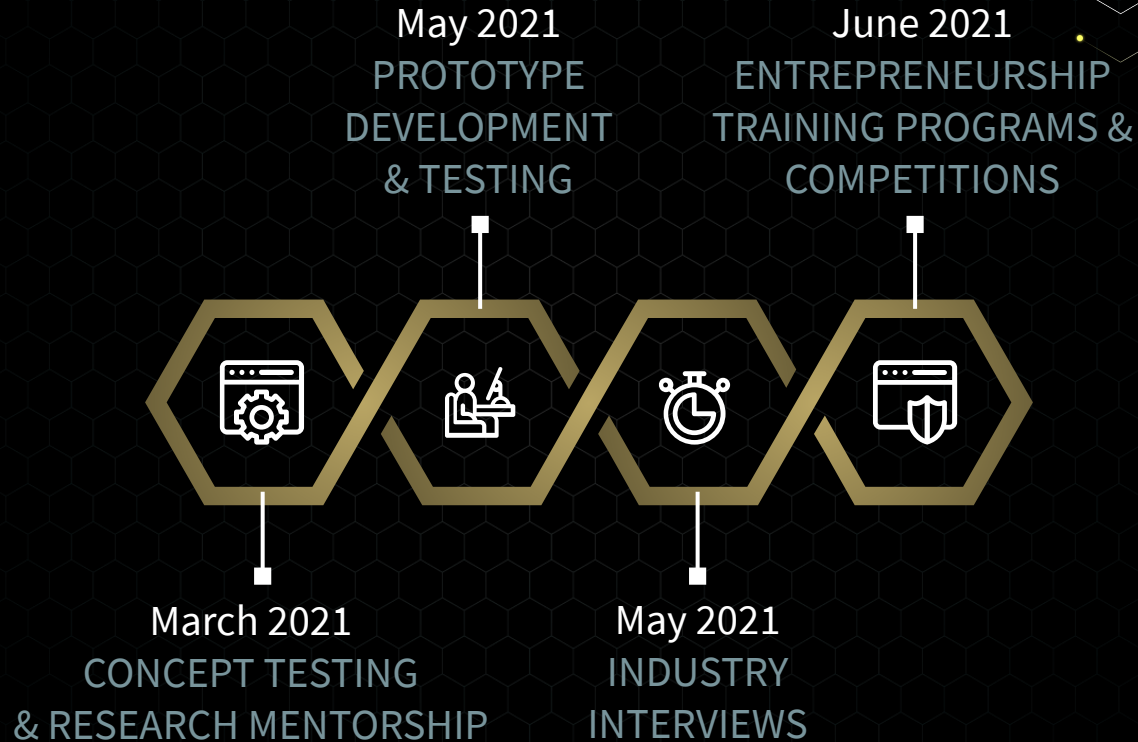 May 2021
PROTOTYPE
DEVELOPMENT
& TESTING
June 2021
ENTREPRENEURSHIP
TRAINING PROGRAMS &
COMPETITIONS
March 2021
CONCEPT TESTING
& RESEARCH MENTORSHIP
May 2021
INDUSTRY
INTERVIEWS